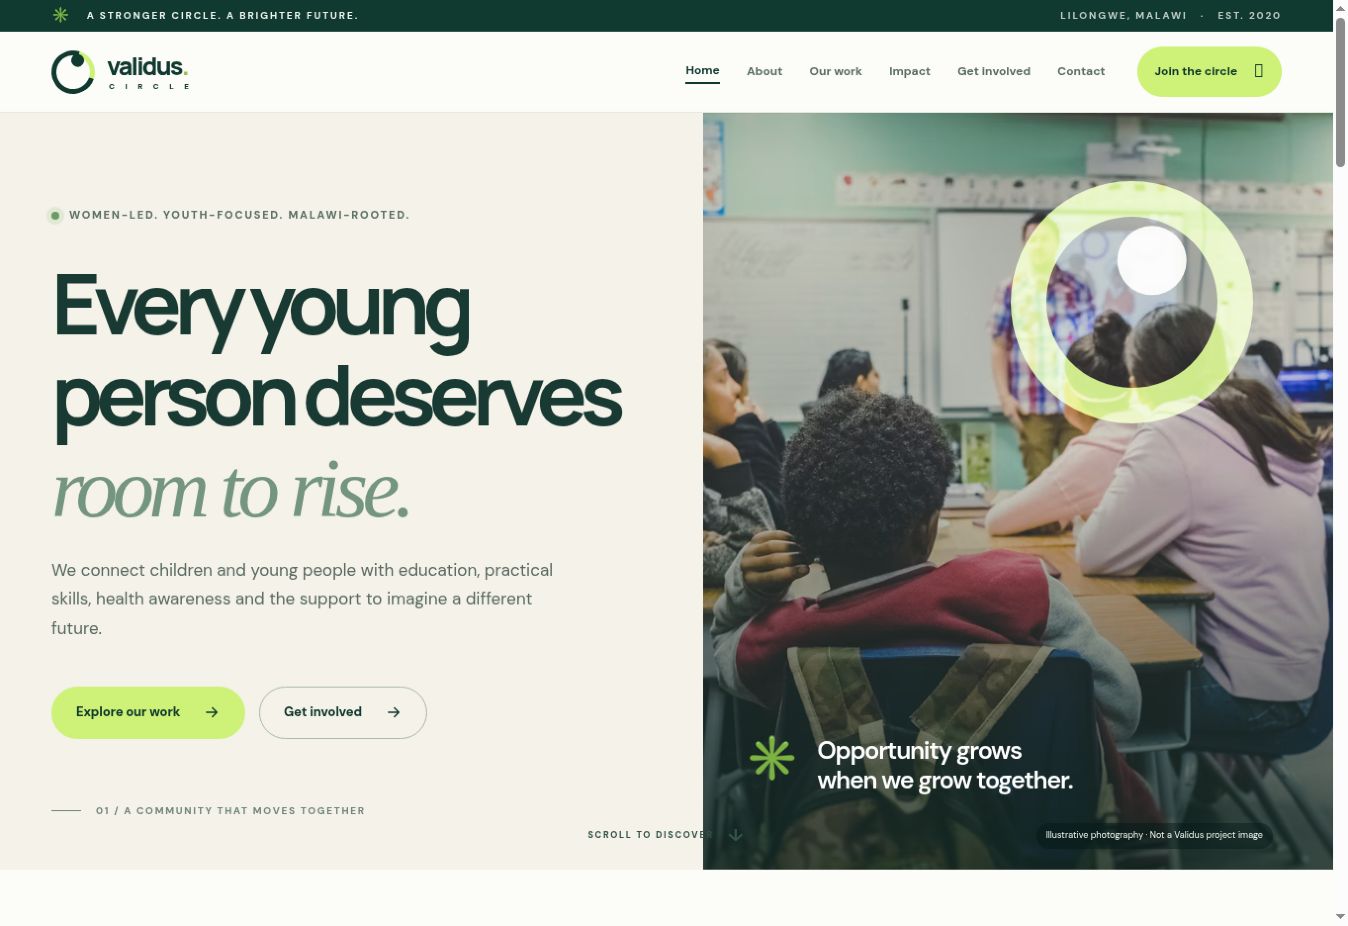 A STRONGER CIRCLE. A BRIGHTER FUTURE.
LILONGWE, MALAWI · EST. 2020
validus.
CIRCLE
Home
About
Our work
Impact
Get involved
Contact
Join the circle
WOMEN-LED. YOUTH-FOCUSED. MALAWI-ROOTED.
Every young
person deserves
room to rise.
We connect children and young people with education, practical
skills, health awareness and the support to imagine a different
future.
Explore our work →
Get involved →
01 / A COMMUNITY THAT MOVES TOGETHER
SCROLL TO DISCOVER ↓
Opportunity grows
when we grow together.
Illustrative photography · Not a Validus project image